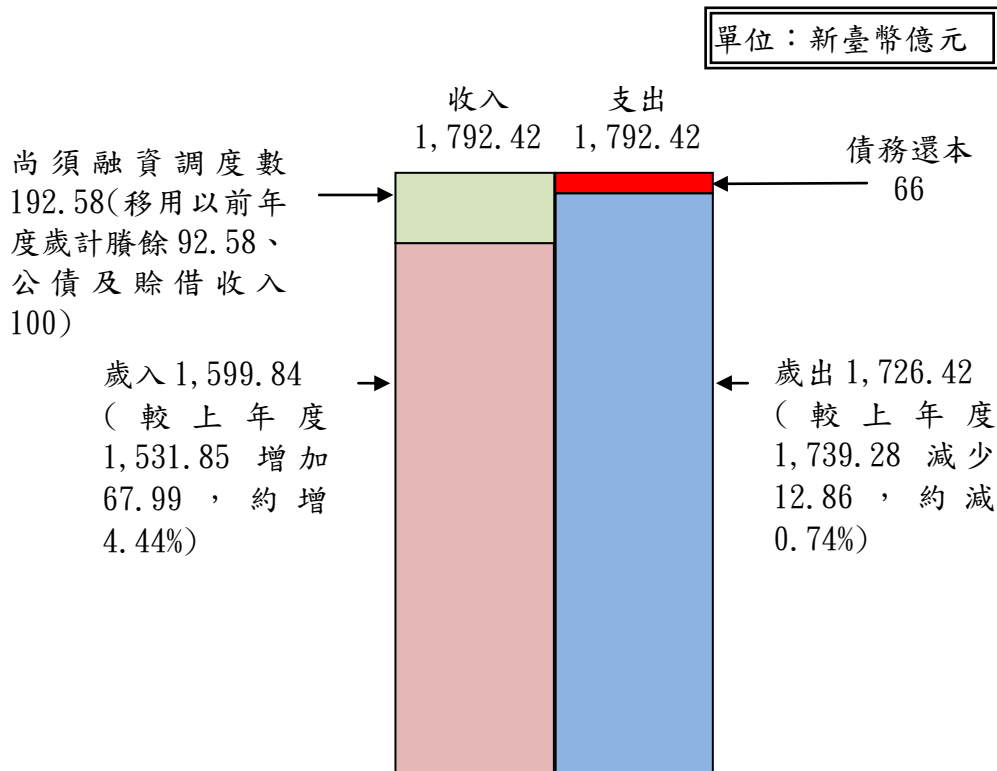 單位：新臺幣億元
收入
1,792.42
支出
1,792.42
尚須融資調度數
192.58(移用以前年
度歲計賸餘92.58、
公債及賒借收入
100)
債務還本
66
歲入1,599.84
(較上年度
1,531.85 增加
67.99，約增
4.44%)
歲出1,726.42
(較上年度
1,739.28 減少
12.86，約減
0.74%)